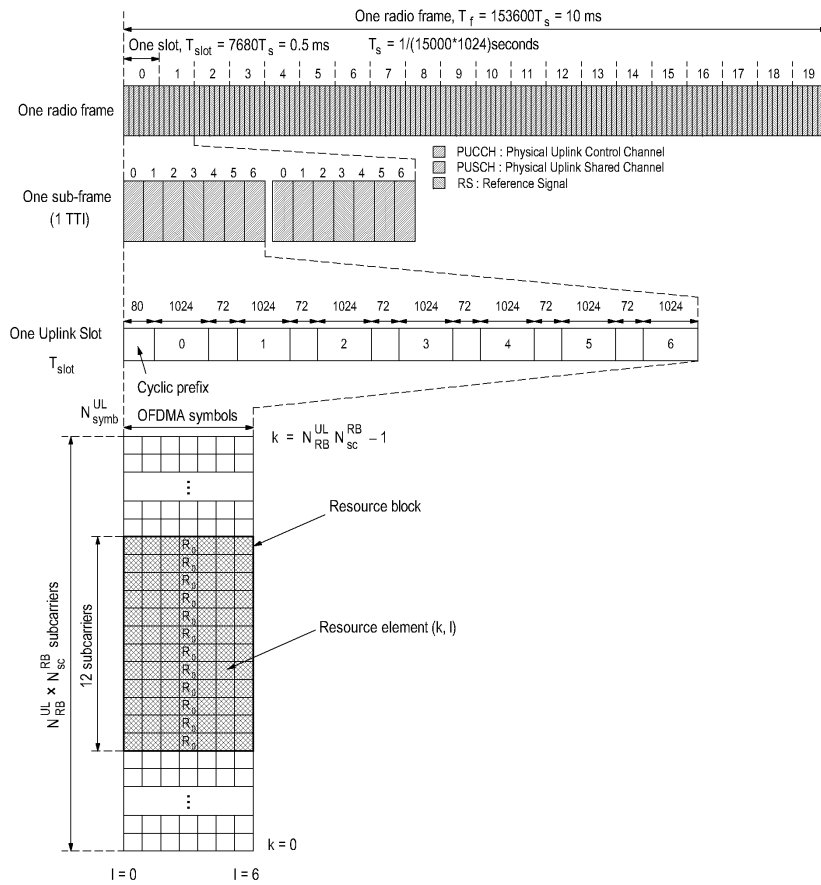 One radio frame, T_f = 153600T_s = 10 ms
One slot, T_slot = 7680T_s = 0.5 ms T_s = 1/(15000*1024)seconds
0 1 2 3 4 5 4 5 6 7 8 9 10 11 12 13 14 15 16 17 18 19
One radio frame
PUCCH : Physical Uplink Control Channel
PUSCH : Physical Uplink Shared Channel
RS : Reference Signal
0 1 2 3 4 5 6 0 1 2 3 4 5 6
One sub-frame
(1 TTI)
80 1024 72 1024 72 1024 72 1024 72 1024 72 1024 72 1024
One Uplink Slot
T_slot
0 1 2 3 4 5 6
Cyclic prefix
N_symb^UL OFDMA symbols
k = N_RB^UL N_sc^RB – 1
⋮
Resource block
R_0
R_0
R_0
R_0
R_0
R_0
R_0
R_0
R_0
R_0
R_0
R_0
Resource element (k, l)
12 subcarriers
N_RB^UL × N_sc^RB subcarriers
⋮
k = 0
l = 0 l = 6